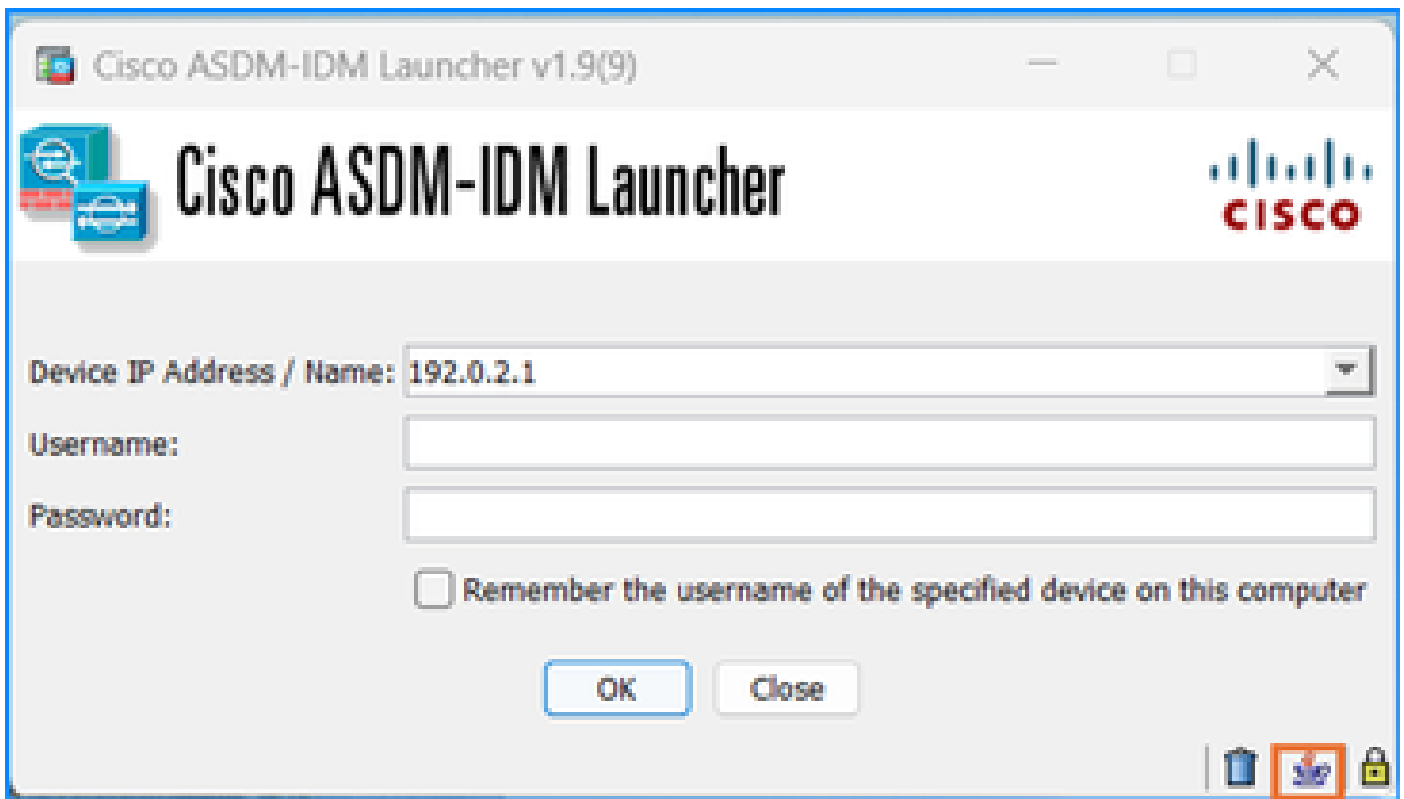 Cisco ASDM-IDM Launcher v1.9(9)
Cisco ASDM-IDM Launcher
CISCO
Device IP Address / Name: 192.0.2.1
Username:
Password:
Remember the username of the specified device on this computer
OK Close